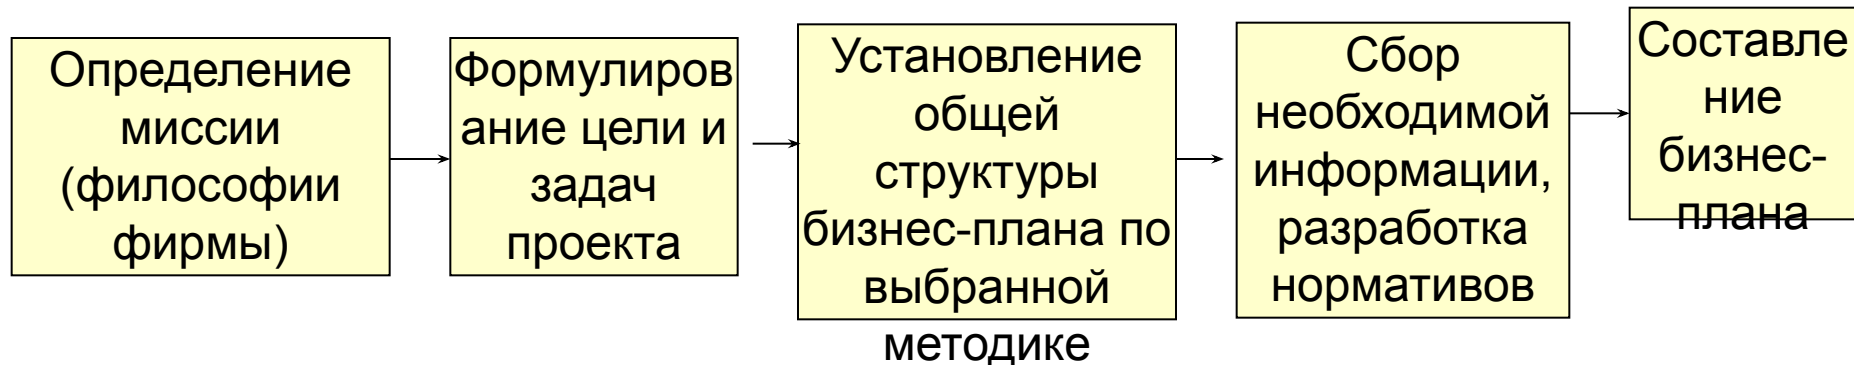 Определение
миссии
(философии
фирмы)
Формулиров
ание цели и
задач
проекта
Установление
общей
структуры
бизнес-плана по
выбранной
методике
Сбор
необходимой
информации,
разработка
нормативов
Составле
ние
бизнес-
плана